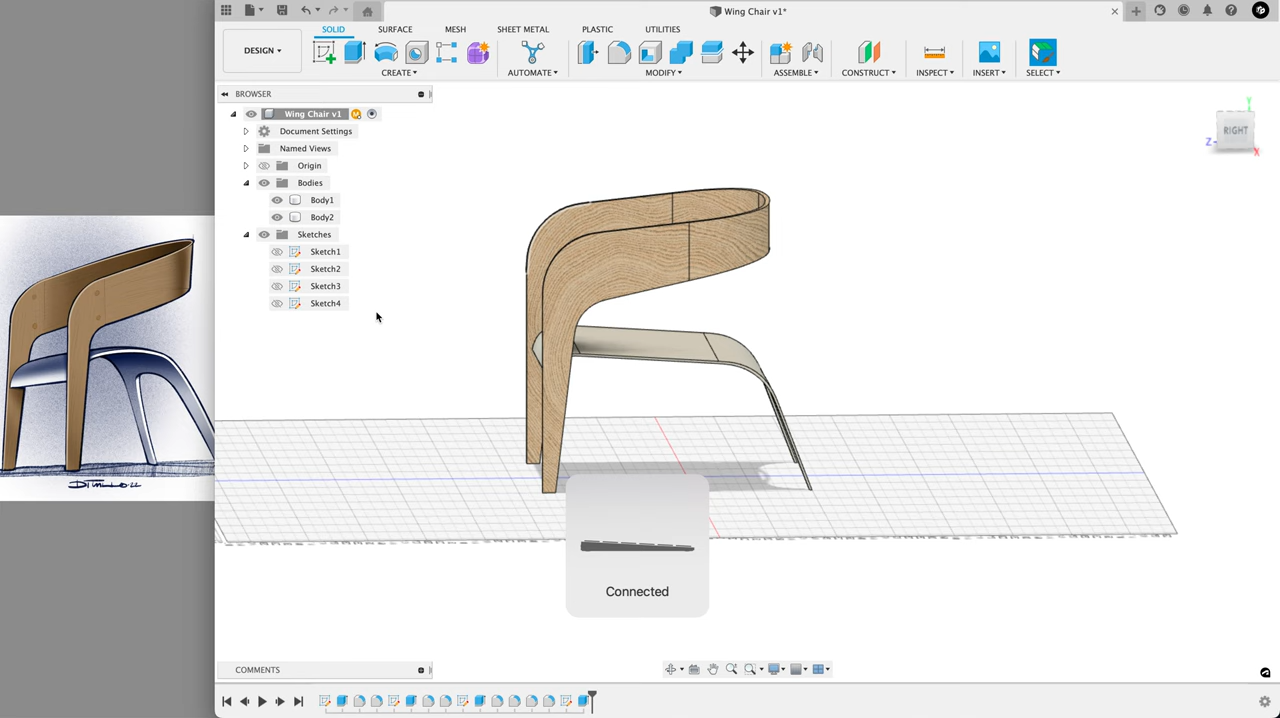 Wing Chair v1*
DESIGN
SOLID
SURFACE
MESH
SHEET METAL
PLASTIC
UTILITIES
CREATE
AUTOMATE
MODIFY
ASSEMBLE
CONSTRUCT
INSPECT
INSERT
SELECT
BROWSER
Wing Chair v1
Document Settings
Named Views
Origin
Bodies
Body1
Body2
Sketches
Sketch1
Sketch2
Sketch3
Sketch4
Y
RIGHT
Z
X
Connected
COMMENTS